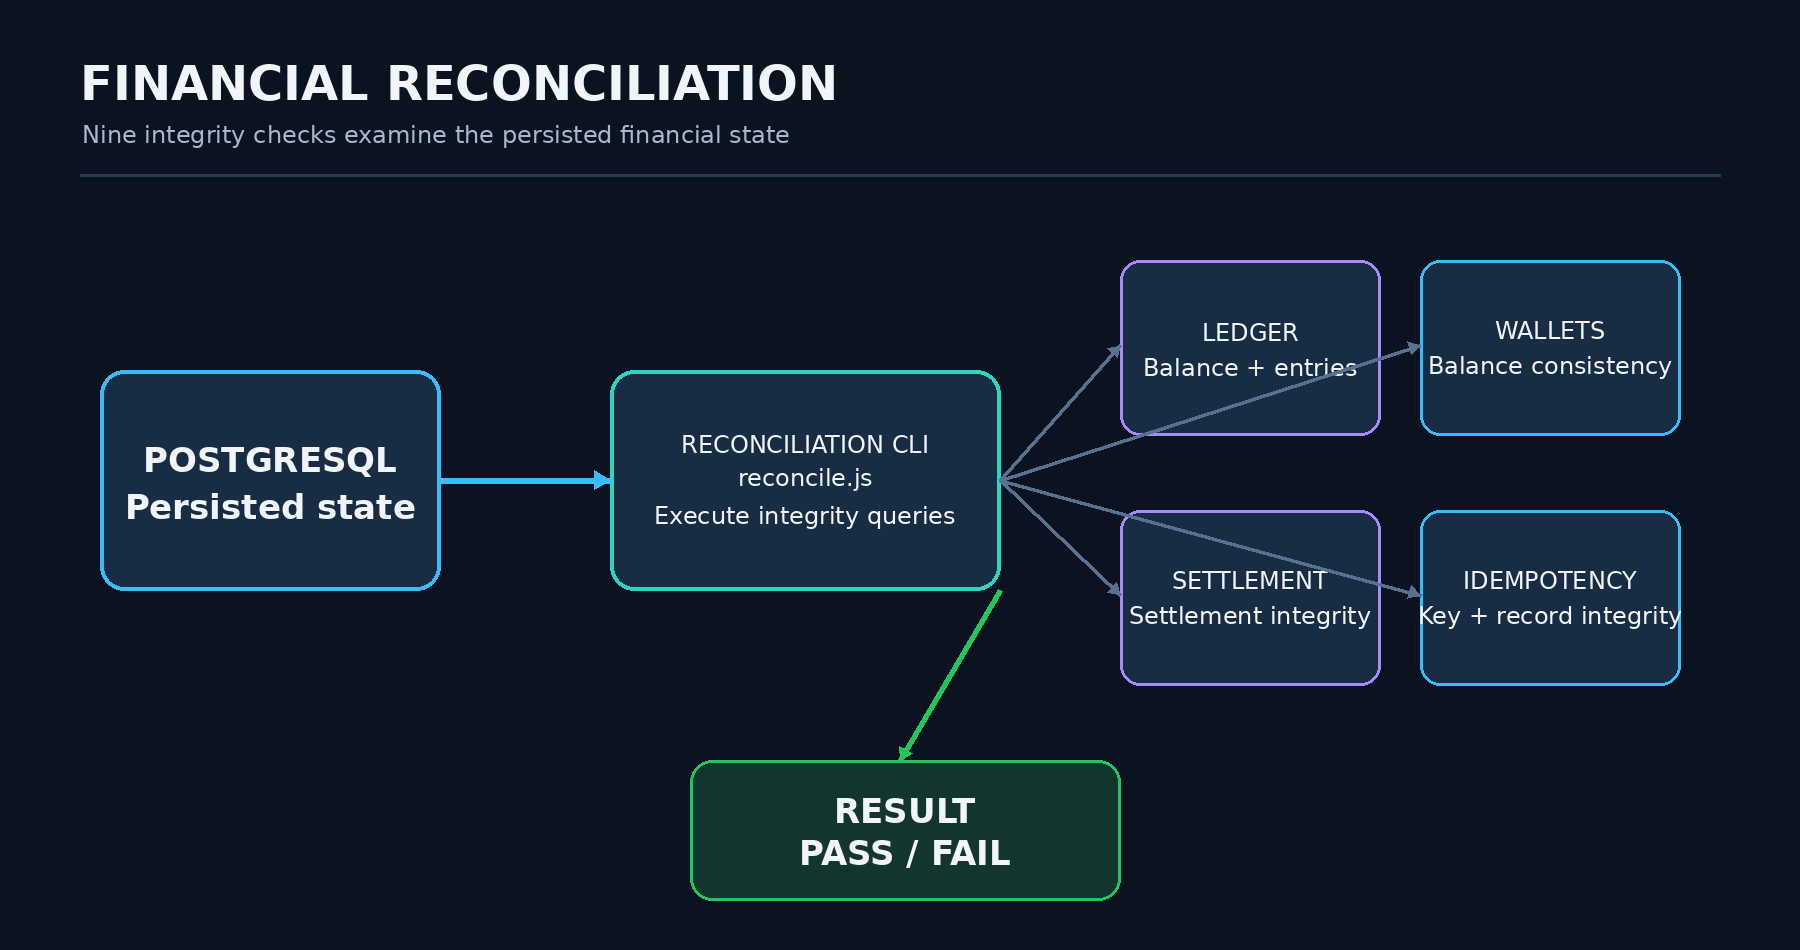 FINANCIAL RECONCILIATION
Nine integrity checks examine the persisted financial state
POSTGRESQL
Persisted state
RECONCILIATION CLI
reconcile.js
Execute integrity queries
LEDGER
Balance + entries
WALLETS
Balance consistency
SETTLEMENT
Settlement integrity
IDEMPOTENCY
Key + record integrity
RESULT
PASS / FAIL